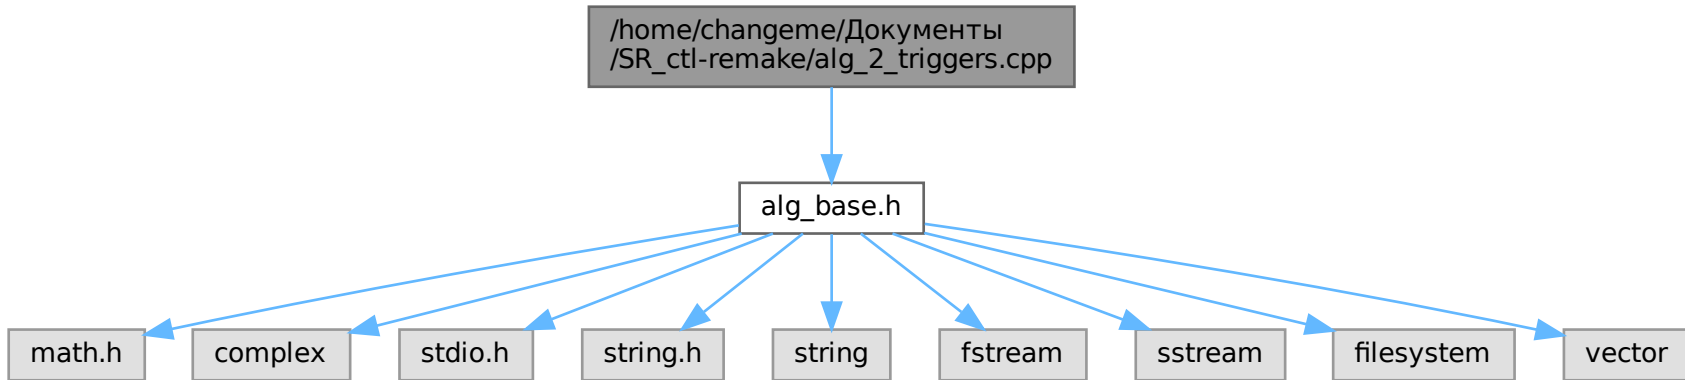 /home/changeme/Документы
/SR_ctl-remake/alg_2_triggers.cpp
alg_base.h
math.h
complex
stdio.h
string.h
string
fstream
sstream
filesystem
vector